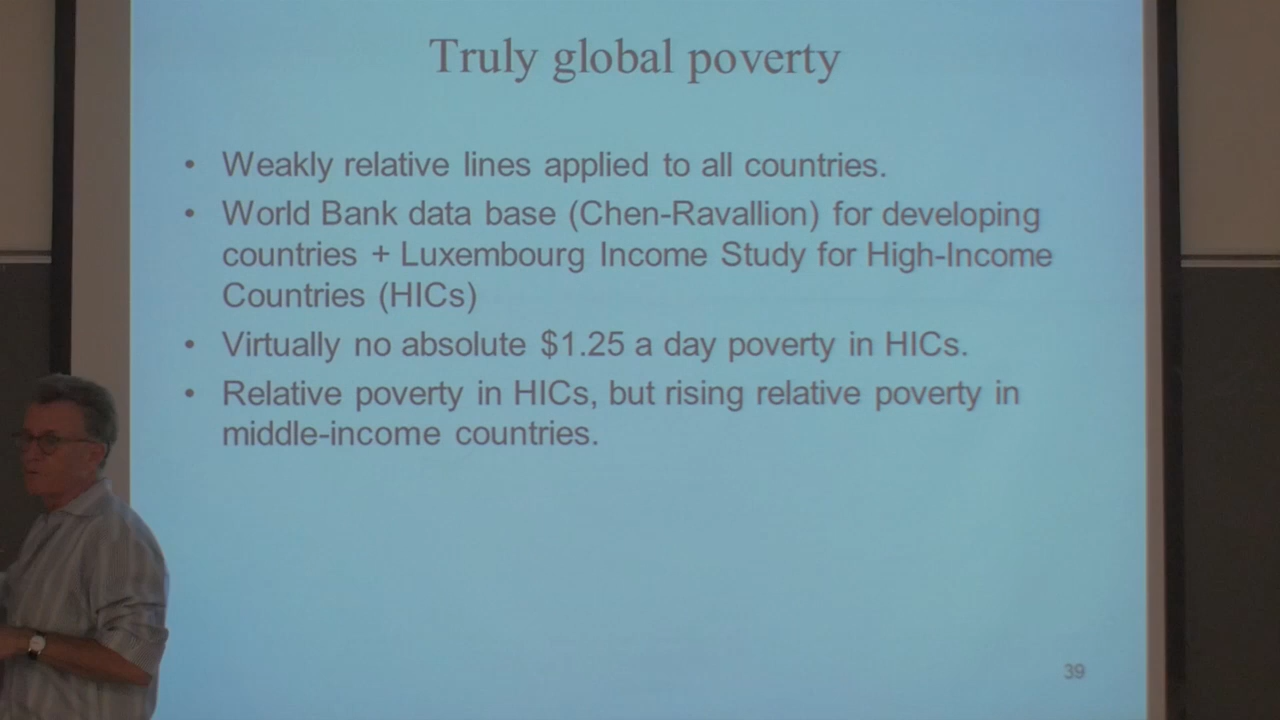 Truly global poverty
• Weakly relative lines applied to all countries.
• World Bank data base (Chen-Ravallion) for developing
countries + Luxembourg Income Study for High-Income
Countries (HICs)
• Virtually no absolute $1.25 a day poverty in HICs.
• Relative poverty in HICs, but rising relative poverty in
middle-income countries.
39